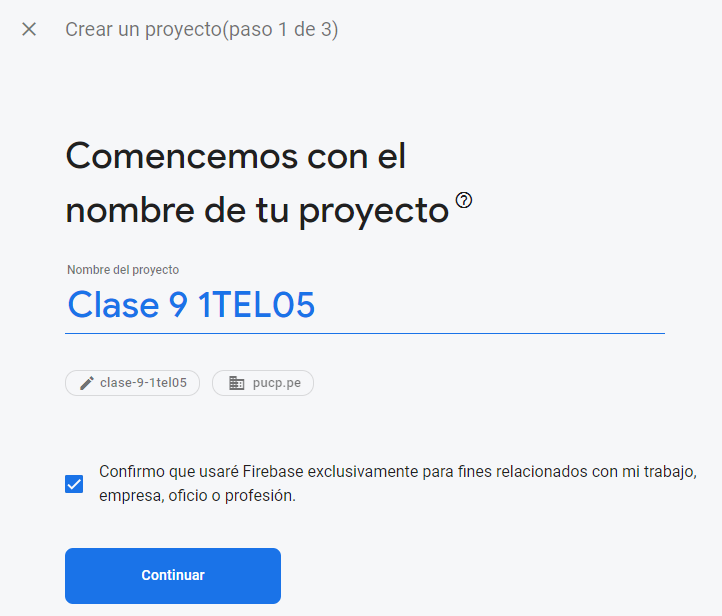 Crear un proyecto(paso 1 de 3)
Comencemos con el
nombre de tu proyecto
Nombre del proyecto
Clase 9 1TEL05
clase-9-1tel05 pucp.pe
Confirmo que usaré Firebase exclusivamente para fines relacionados con mi trabajo,
empresa, oficio o profesión.
Continuar